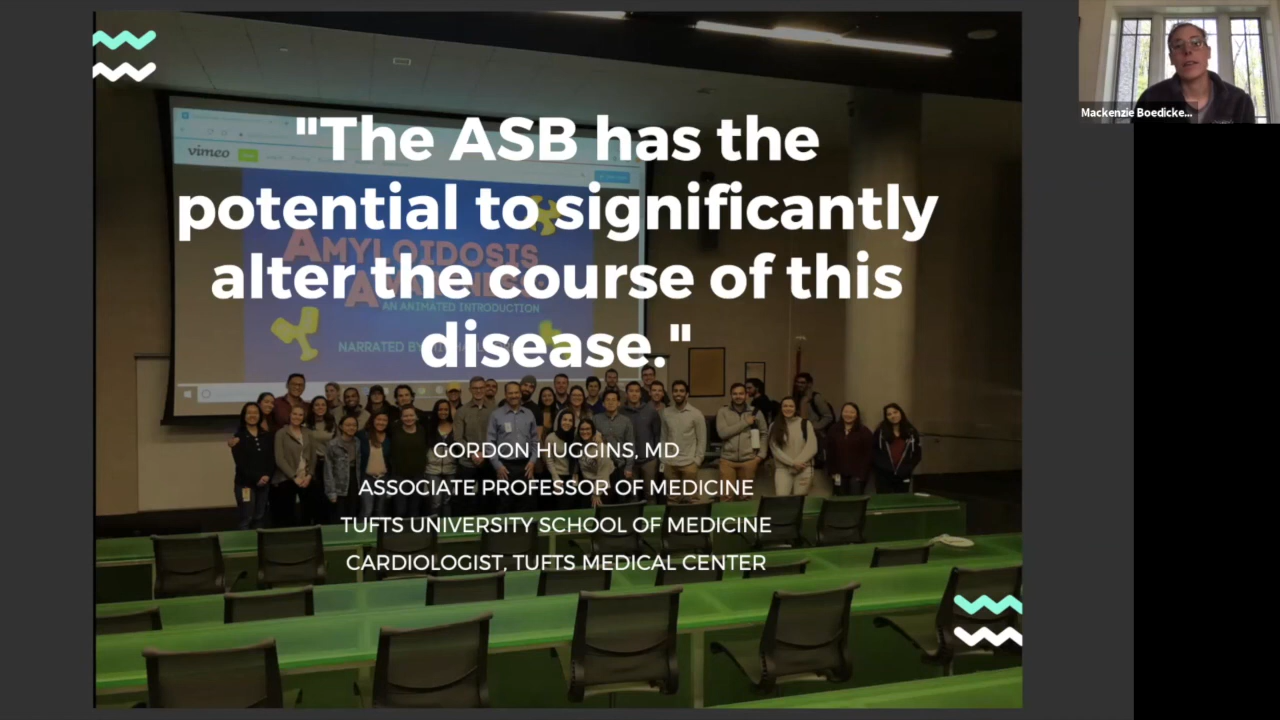 "The ASB has the
potential to significantly
alter the course of this
disease."
GORDON HUGGINS, MD
ASSOCIATE PROFESSOR OF MEDICINE
TUFTS UNIVERSITY SCHOOL OF MEDICINE
CARDIOLOGIST, TUFTS MEDICAL CENTER
vimeo
AMYLOIDOSIS
AN ANIMATED INTRODUCTION
NARRATED BY
Mackenzie Boedicke...